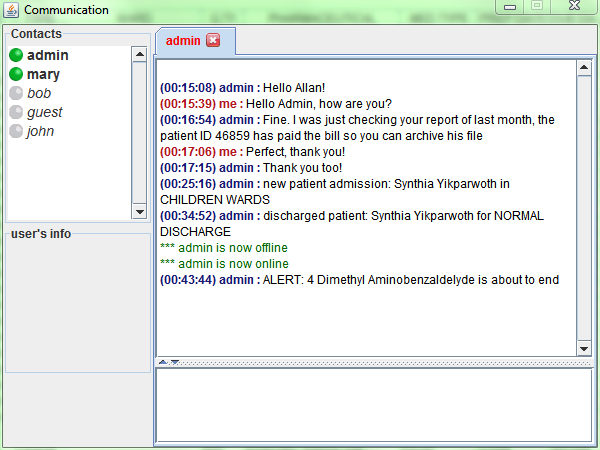 Communication
Contacts
admin
mary
bob
guest
john
user's info
admin
(00:15:08) admin : Hello Allan!
(00:15:39) me : Hello Admin, how are you?
(00:16:54) admin : Fine. I was just checking your report of last month, the
patient ID 46859 has paid the bill so you can archive his file
(00:17:06) me : Perfect, thank you!
(00:17:15) admin : Thank you too!
(00:25:16) admin : new patient admission: Synthia Yikparwoth in
CHILDREN WARDS
(00:34:52) admin : discharged patient: Synthia Yikparwoth for NORMAL
DISCHARGE
*** admin is now offline
*** admin is now online
(00:43:44) admin : ALERT: 4 Dimethyl Aminobenzaldelyde is about to end